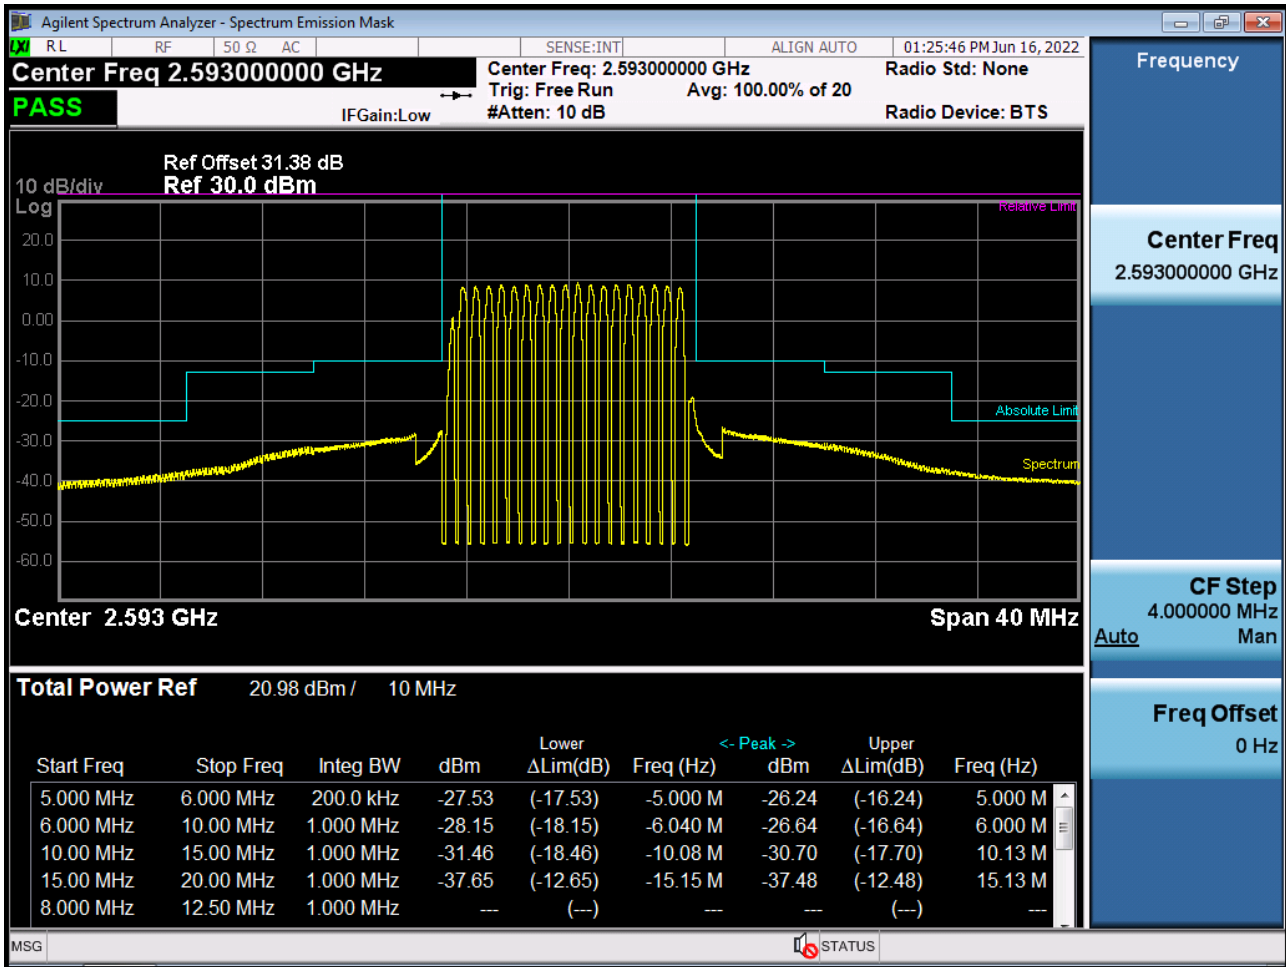 Agilent Spectrum Analyzer - Spectrum Emission Mask
LXI RL RF 50 Ω AC SENSE:INT ALIGN AUTO 01:25:46 PM Jun 16, 2022
Center Freq 2.593000000 GHz
Center Freq: 2.593000000 GHz
Radio Std: None
Trig: Free Run
Avg: 100.00% of 20
PASS
IFGain:Low
#Atten: 10 dB
Radio Device: BTS
Ref Offset 31.38 dB
10 dB/div Ref 30.0 dBm
Log
Relative Limit
20.0
10.0
0.00
-10.0
-20.0
Absolute Limit
-30.0
Spectrum
-40.0
-50.0
-60.0
Center 2.593 GHz
Span 40 MHz
Total Power Ref 20.98 dBm / 10 MHz
Lower <- Peak -> Upper
Start Freq Stop Freq Integ BW dBm ΔLim(dB) Freq (Hz) dBm ΔLim(dB) Freq (Hz)
5.000 MHz 6.000 MHz 200.0 kHz -27.53 (-17.53) -5.000 M -26.24 (-16.24) 5.000 M
6.000 MHz 10.00 MHz 1.000 MHz -28.15 (-18.15) -6.040 M -26.64 (-16.64) 6.000 M
10.00 MHz 15.00 MHz 1.000 MHz -31.46 (-18.46) -10.08 M -30.70 (-17.70) 10.13 M
15.00 MHz 20.00 MHz 1.000 MHz -37.65 (-12.65) -15.15 M -37.48 (-12.48) 15.13 M
8.000 MHz 12.50 MHz 1.000 MHz --- (---) --- --- (---) ---
MSG
STATUS
Frequency
Center Freq
2.593000000 GHz
CF Step
4.000000 MHz
Auto Man
Freq Offset
0 Hz